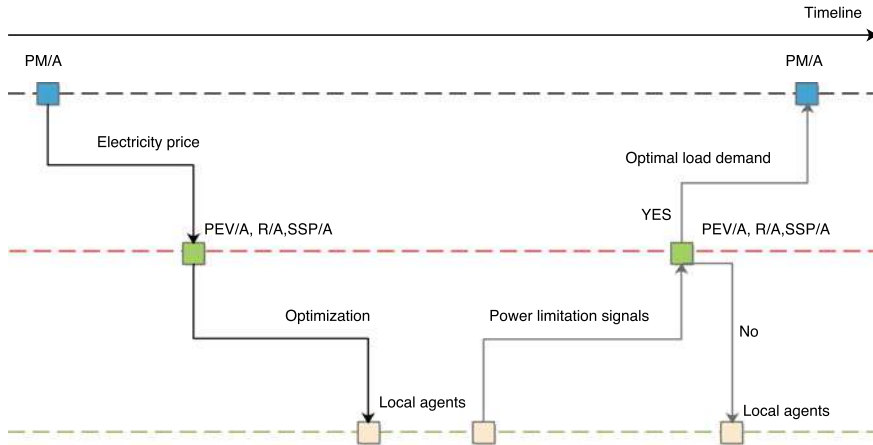 Timeline
PM/A
PM/A
Electricity price
Optimal load demand
YES
PEV/A, R/A,SSP/A
PEV/A, R/A,SSP/A
Optimization
Power limitation signals
No
Local agents
Local agents